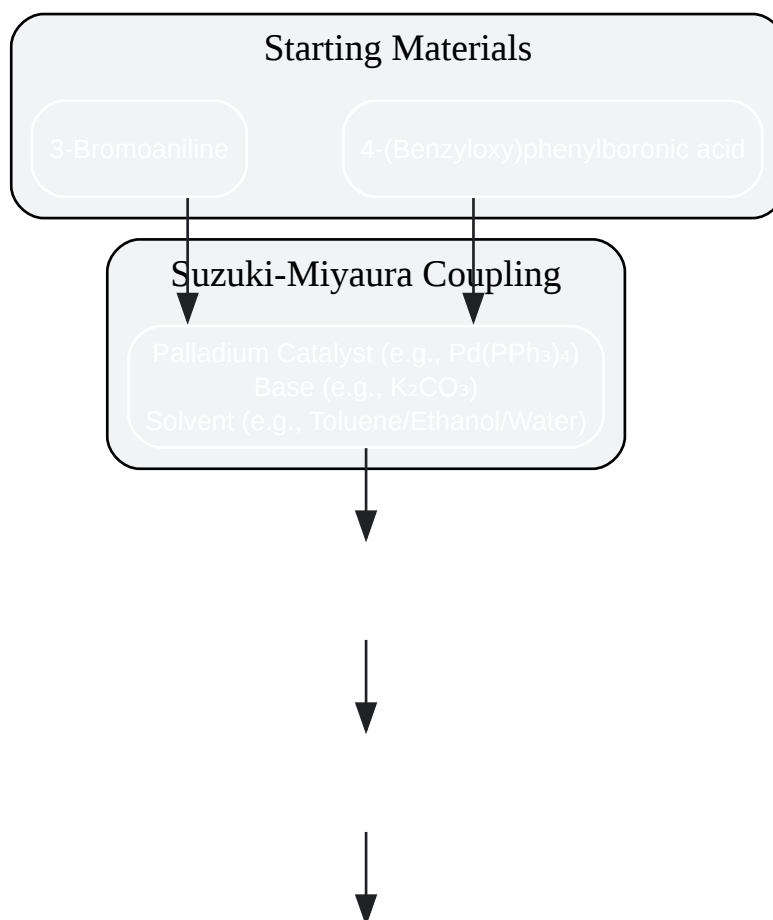 Starting Materials
3-Bromoaniline
4-(Benzyloxy)phenylboronic acid
Suzuki-Miyaura Coupling
Palladium Catalyst (e.g., Pd(PPh₃)₄)
Base (e.g., K₂CO₃)
Solvent (e.g., Toluene/Ethanol/Water)